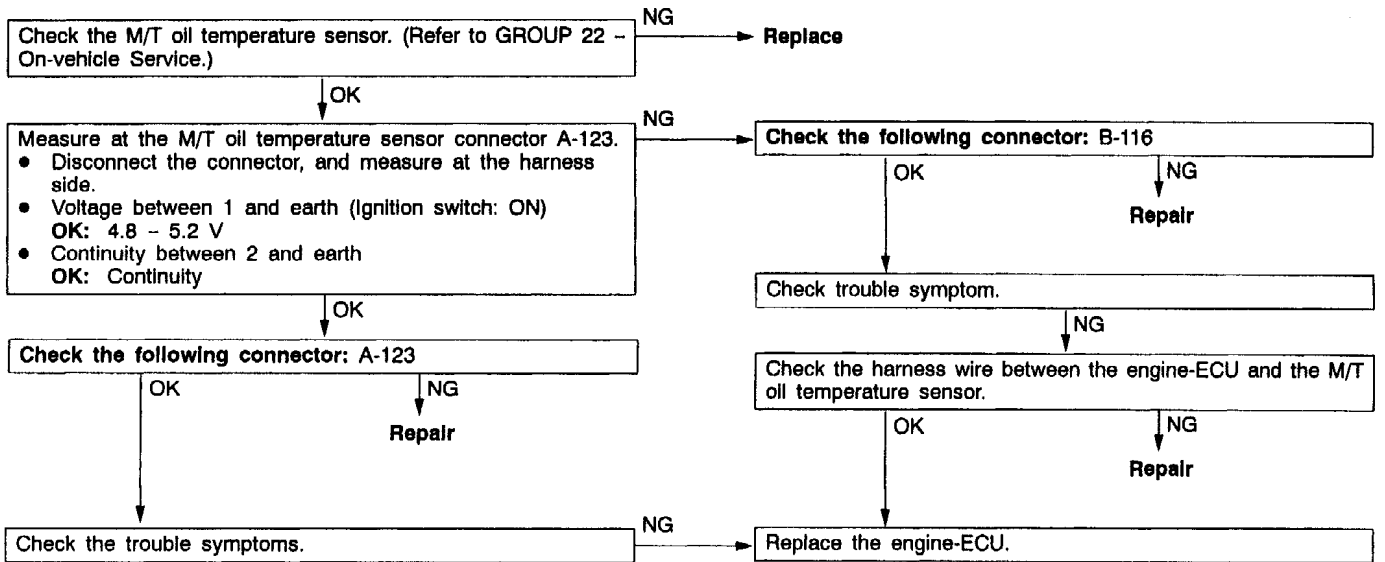 NG
Check the M/T oil temperature sensor. (Refer to GROUP 22 –
On-vehicle Service.)
Replace
OK
NG
Measure at the M/T oil temperature sensor connector A-123.
● Disconnect the connector, and measure at the harness
side.
● Voltage between 1 and earth (Ignition switch: ON)
OK: 4.8 – 5.2 V
● Continuity between 2 and earth
OK: Continuity
Check the following connector: B-116
OK
NG
Repair
Check trouble symptom.
OK
NG
Check the following connector: A-123
OK
NG
Repair
Check the harness wire between the engine-ECU and the M/T
oil temperature sensor.
OK
NG
Repair
Check the trouble symptoms.
NG
Replace the engine-ECU.